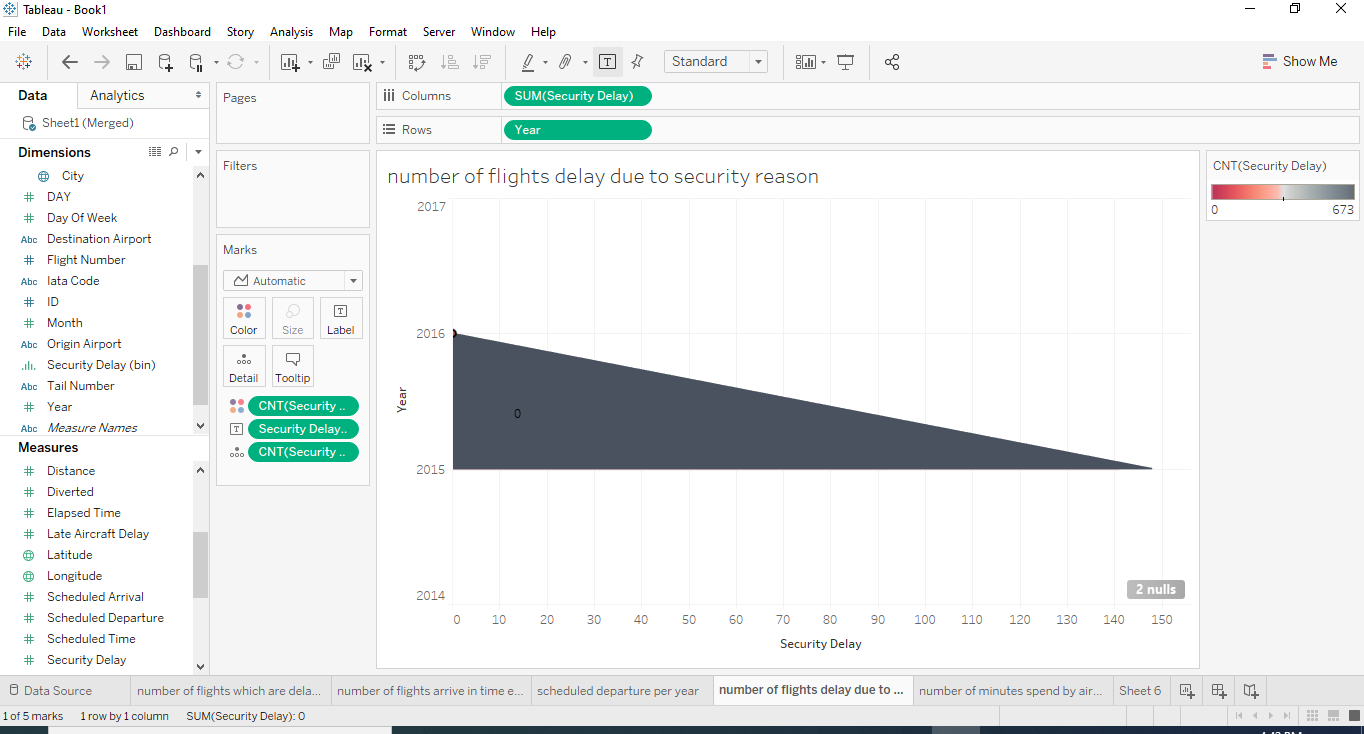 Tableau - Book1
File Data Worksheet Dashboard Story Analysis Map Format Server Window Help
Standard
Show Me
Data Analytics
Sheet1 (Merged)
Dimensions
City
# DAY
# Day Of Week
Abc Destination Airport
# Flight Number
Abc Iata Code
# ID
# Month
Abc Origin Airport
Security Delay (bin)
Abc Tail Number
# Year
Abc Measure Names
Measures
# Distance
# Diverted
# Elapsed Time
# Late Aircraft Delay
Latitude
Longitude
# Scheduled Arrival
# Scheduled Departure
# Scheduled Time
# Security Delay
Pages
Filters
Marks
Automatic
Color Size Label
Detail Tooltip
CNT(Security ..
Security Delay..
CNT(Security ..
Columns SUM(Security Delay)
Rows Year
number of flights delay due to security reason
2017
2016
2015
2014
Year
0
2 nulls
0 10 20 30 40 50 60 70 80 90 100 110 120 130 140 150
Security Delay
CNT(Security Delay)
0 673
Data Source
number of flights which are dela...
number of flights arrive in time e...
scheduled departure per year
number of flights delay due to ...
number of minutes spend by air...
Sheet 6
1 of 5 marks 1 row by 1 column SUM(Security Delay): 0